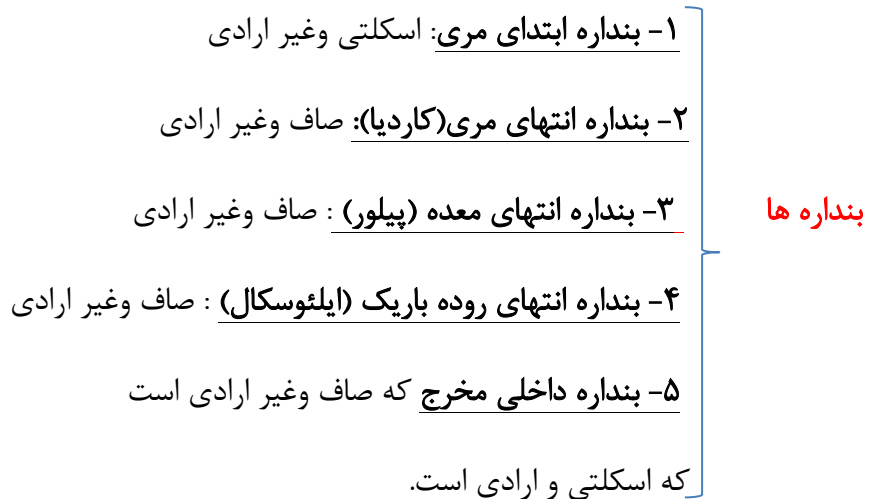 بنداره ها
۱- بنداره ابتدای مری: اسکلتی وغیر ارادی
۲- بنداره انتهای مری(کاردیا): صاف وغیر ارادی
۳- بنداره انتهای معده (پیلور) : صاف وغیر ارادی
۴- بنداره انتهای روده باریک (ایلئوسکال) : صاف وغیر ارادی
۵- بنداره داخلی مخرج که صاف وغیر ارادی است
که اسکلتی و ارادی است.